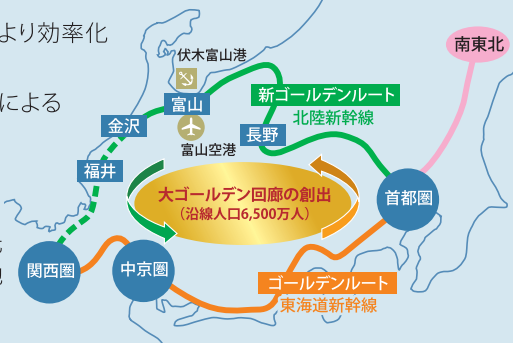 より効率化
による
伏木富山港
南東北
富山
新ゴールデンルート
北陸新幹線
金沢
富山空港
長野
福井
大ゴールデン回廊の創出
（沿線人口6,500万人）
首都圏
関西圏
中京圏
ゴールデンルート
東海道新幹線